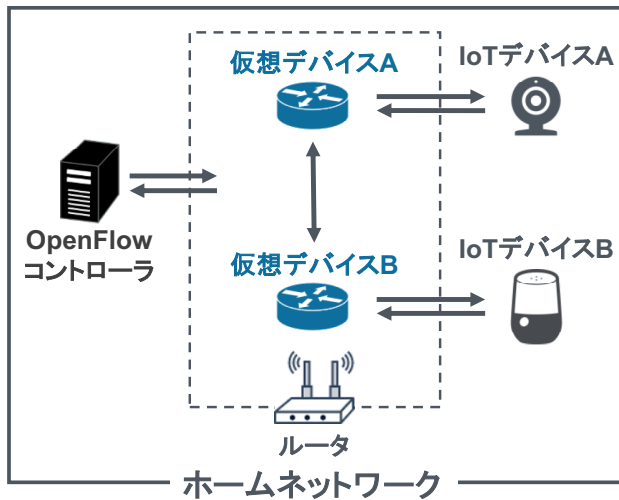 仮想デバイスA
IoTデバイスA
OpenFlow
コントローラ
仮想デバイスB
IoTデバイスB
ルータ
ホームネットワーク